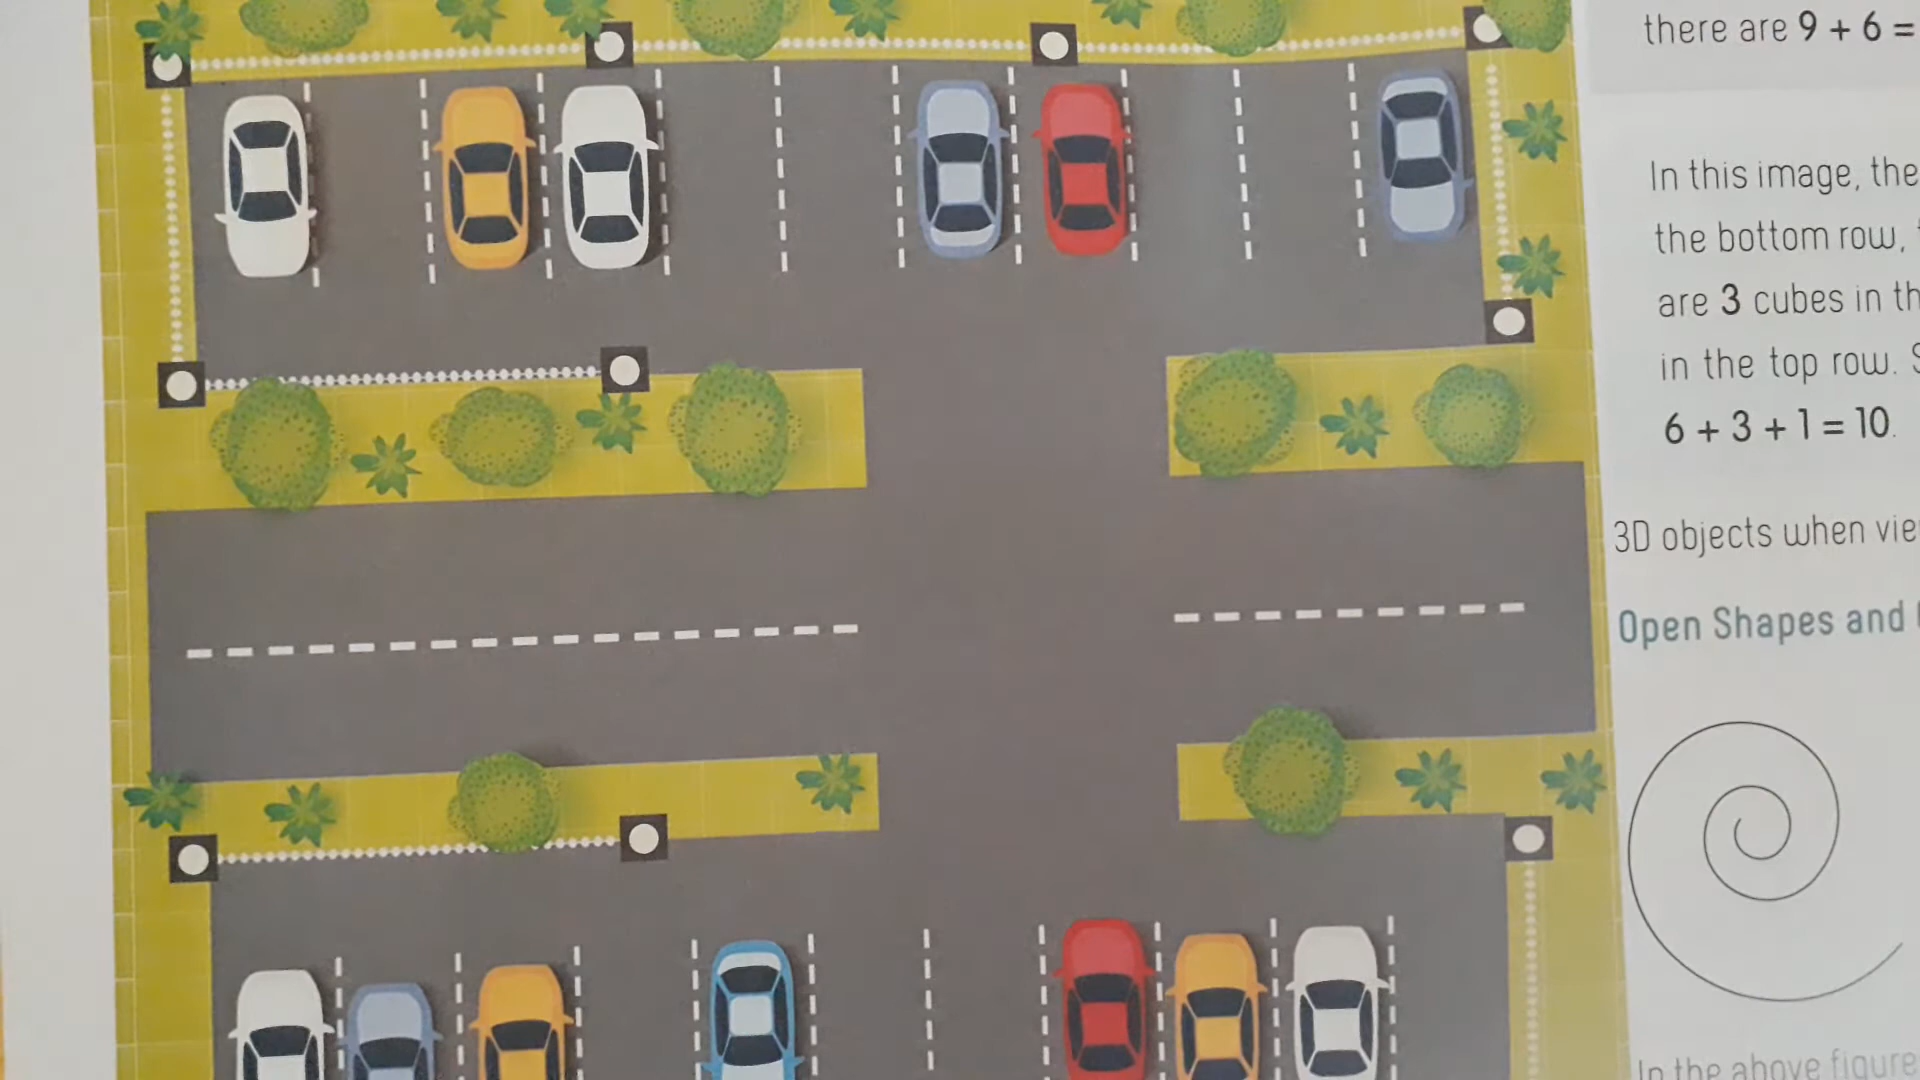 there are 9 + 6 =
In this image, the
the bottom row,
are 3 cubes in th
in the top row. S
6 + 3 + 1 = 10.
3D objects when vie
Open Shapes and
In the above figure